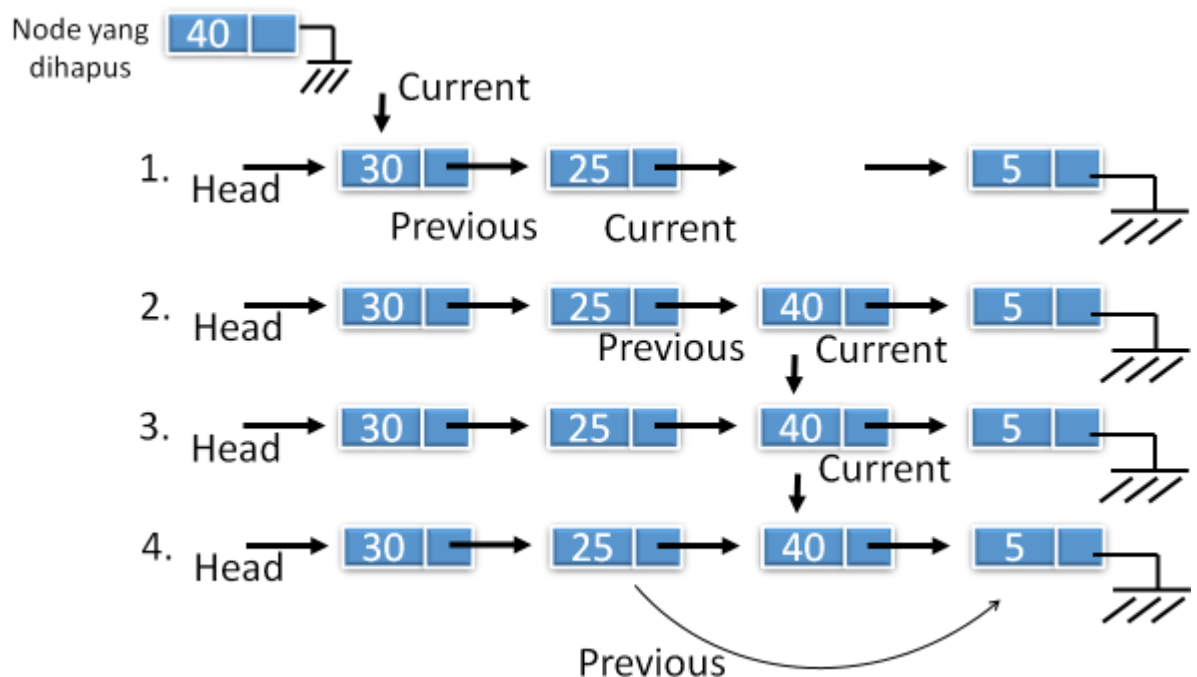 Node yang
dihapus
40
Current
1. Head 30 25 5
Previous Current
2. Head 30 25 40 5
Previous Current
3. Head 30 25 40 5
Current
4. Head 30 25 40 5
Previous